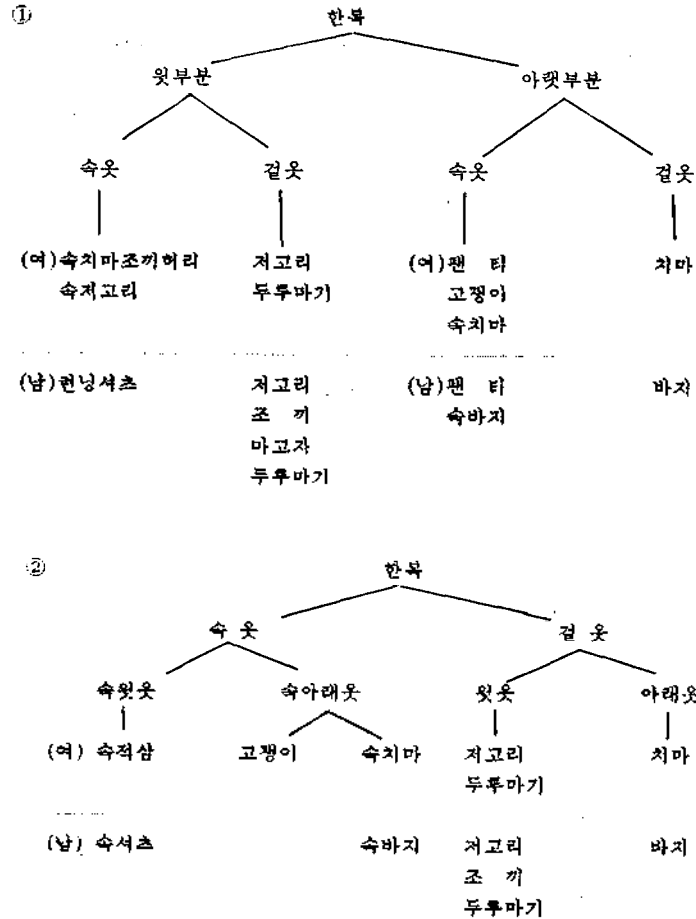 ①
한복
윗부분 아랫부분
속옷 겉옷 속옷 겉옷
(여)속치마조끼허리 저고리 (여)팬 티 치마
속저고리 두루마기 고쟁이
속치마
(남)런닝셔츠 저고리 (남)팬 티 바지
조 끼 속바지
마고자
두루마기
②
한복
속 옷 겉 옷
속윗옷 속아래옷 윗옷 아래옷
(여) 속적삼 고쟁이 속치마 저고리 치마
두루마기
(남) 속셔츠 속바지 저고리 바지
조 끼
두루마기